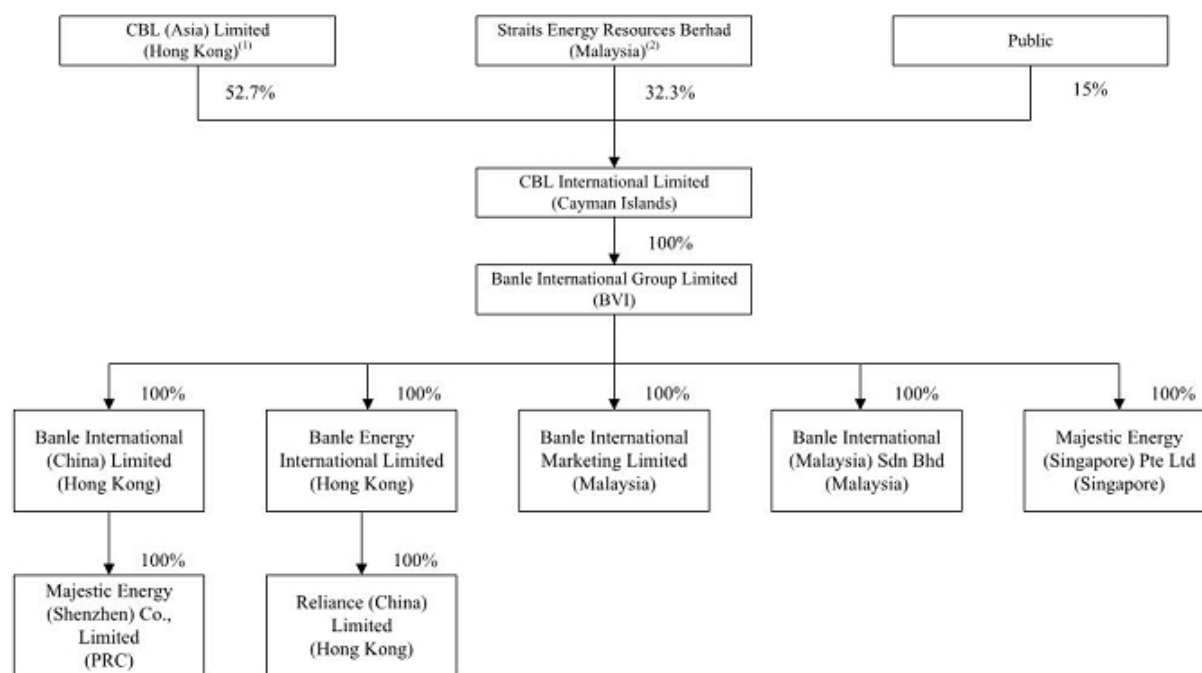 CBL (Asia) Limited
(Hong Kong)(1)
Straits Energy Resources Berhad
(Malaysia)(2)
Public
52.7%
32.3%
15%
CBL International Limited
(Cayman Islands)
100%
Banle International Group Limited
(BVI)
100%
100%
100%
100%
100%
Banle International
(China) Limited
(Hong Kong)
Banle Energy
International Limited
(Hong Kong)
Banle International
Marketing Limited
(Malaysia)
Banle International
(Malaysia) Sdn Bhd
(Malaysia)
Majestic Energy
(Singapore) Pte Ltd
(Singapore)
100%
100%
Majestic Energy
(Shenzhen) Co.,
Limited
(PRC)
Reliance (China)
Limited
(Hong Kong)